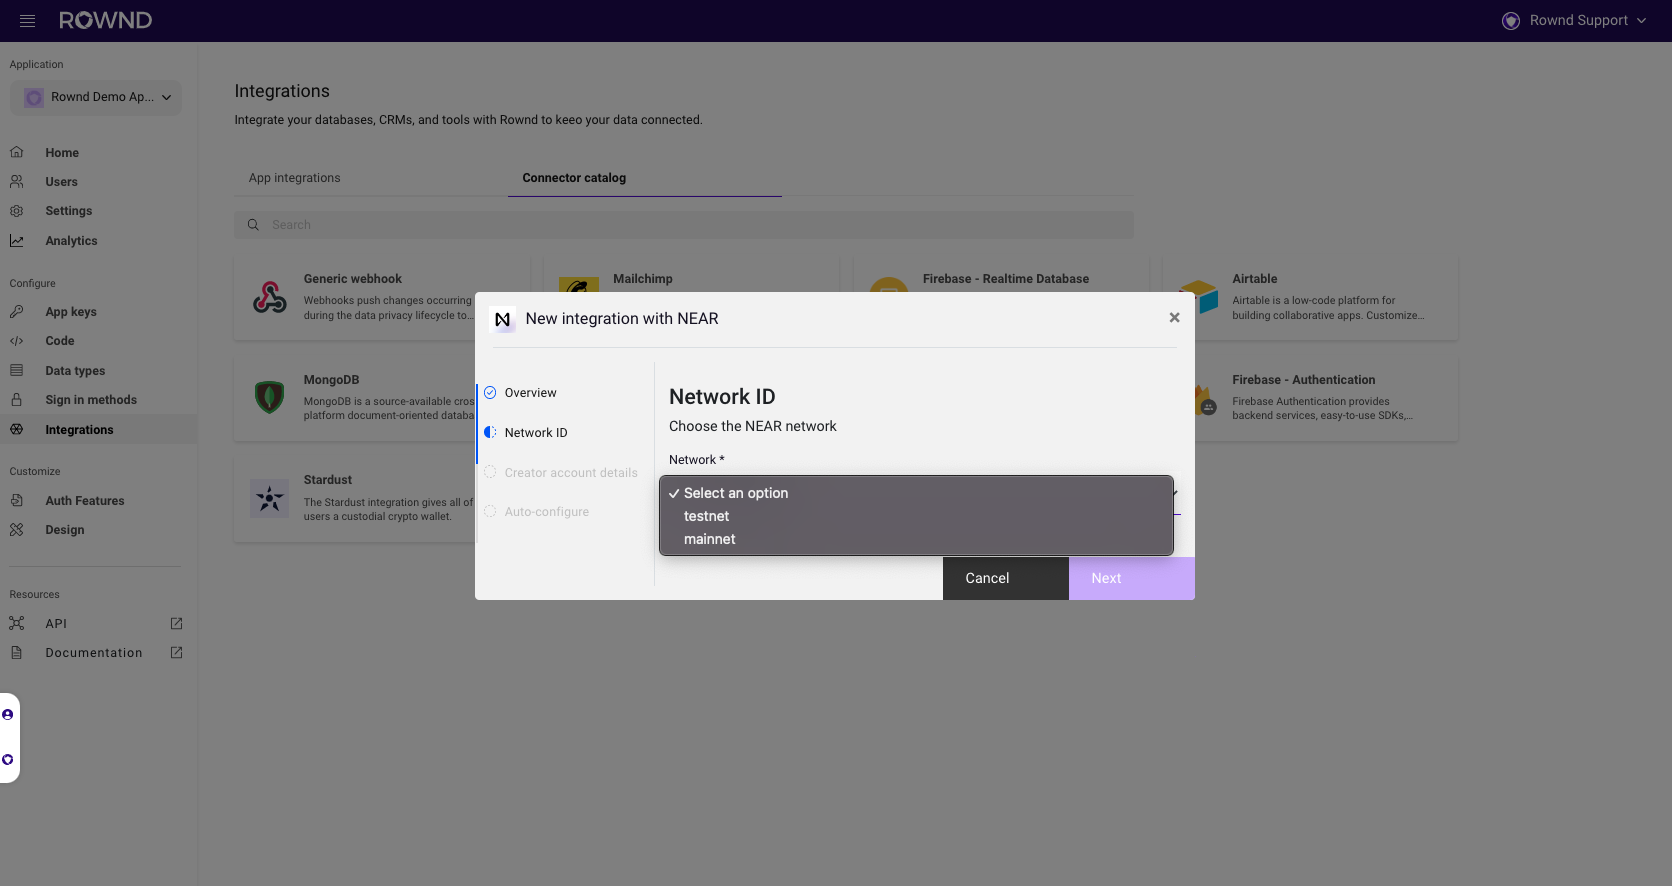 ROWND
Rownd Support
Application
Rownd Demo Ap...
Home
Users
Settings
Analytics
Configure
App keys
Code
Data types
Sign in methods
Integrations
Customize
Auth Features
Design
Resources
API
Documentation
Integrations
Integrate your databases, CRMs, and tools with Rownd to keeo your data connected.
App integrations
Connector catalog
Search
Generic webhook
Webhooks push changes occurring
during the data privacy lifecycle to...
Mailchimp
Firebase - Realtime Database
Airtable
Airtable is a low-code platform for
building collaborative apps. Customize...
MongoDB
MongoDB is a source-available cros
platform document-oriented databa
Firebase - Authentication
Firebase Authentication provides
backend services, easy-to-use SDKs,...
Stardust
The Stardust integration gives all of
users a custodial crypto wallet.
New integration with NEAR
Overview
Network ID
Creator account details
Auto-configure
Network ID
Choose the NEAR network
Network *
Select an option
testnet
mainnet
Cancel
Next